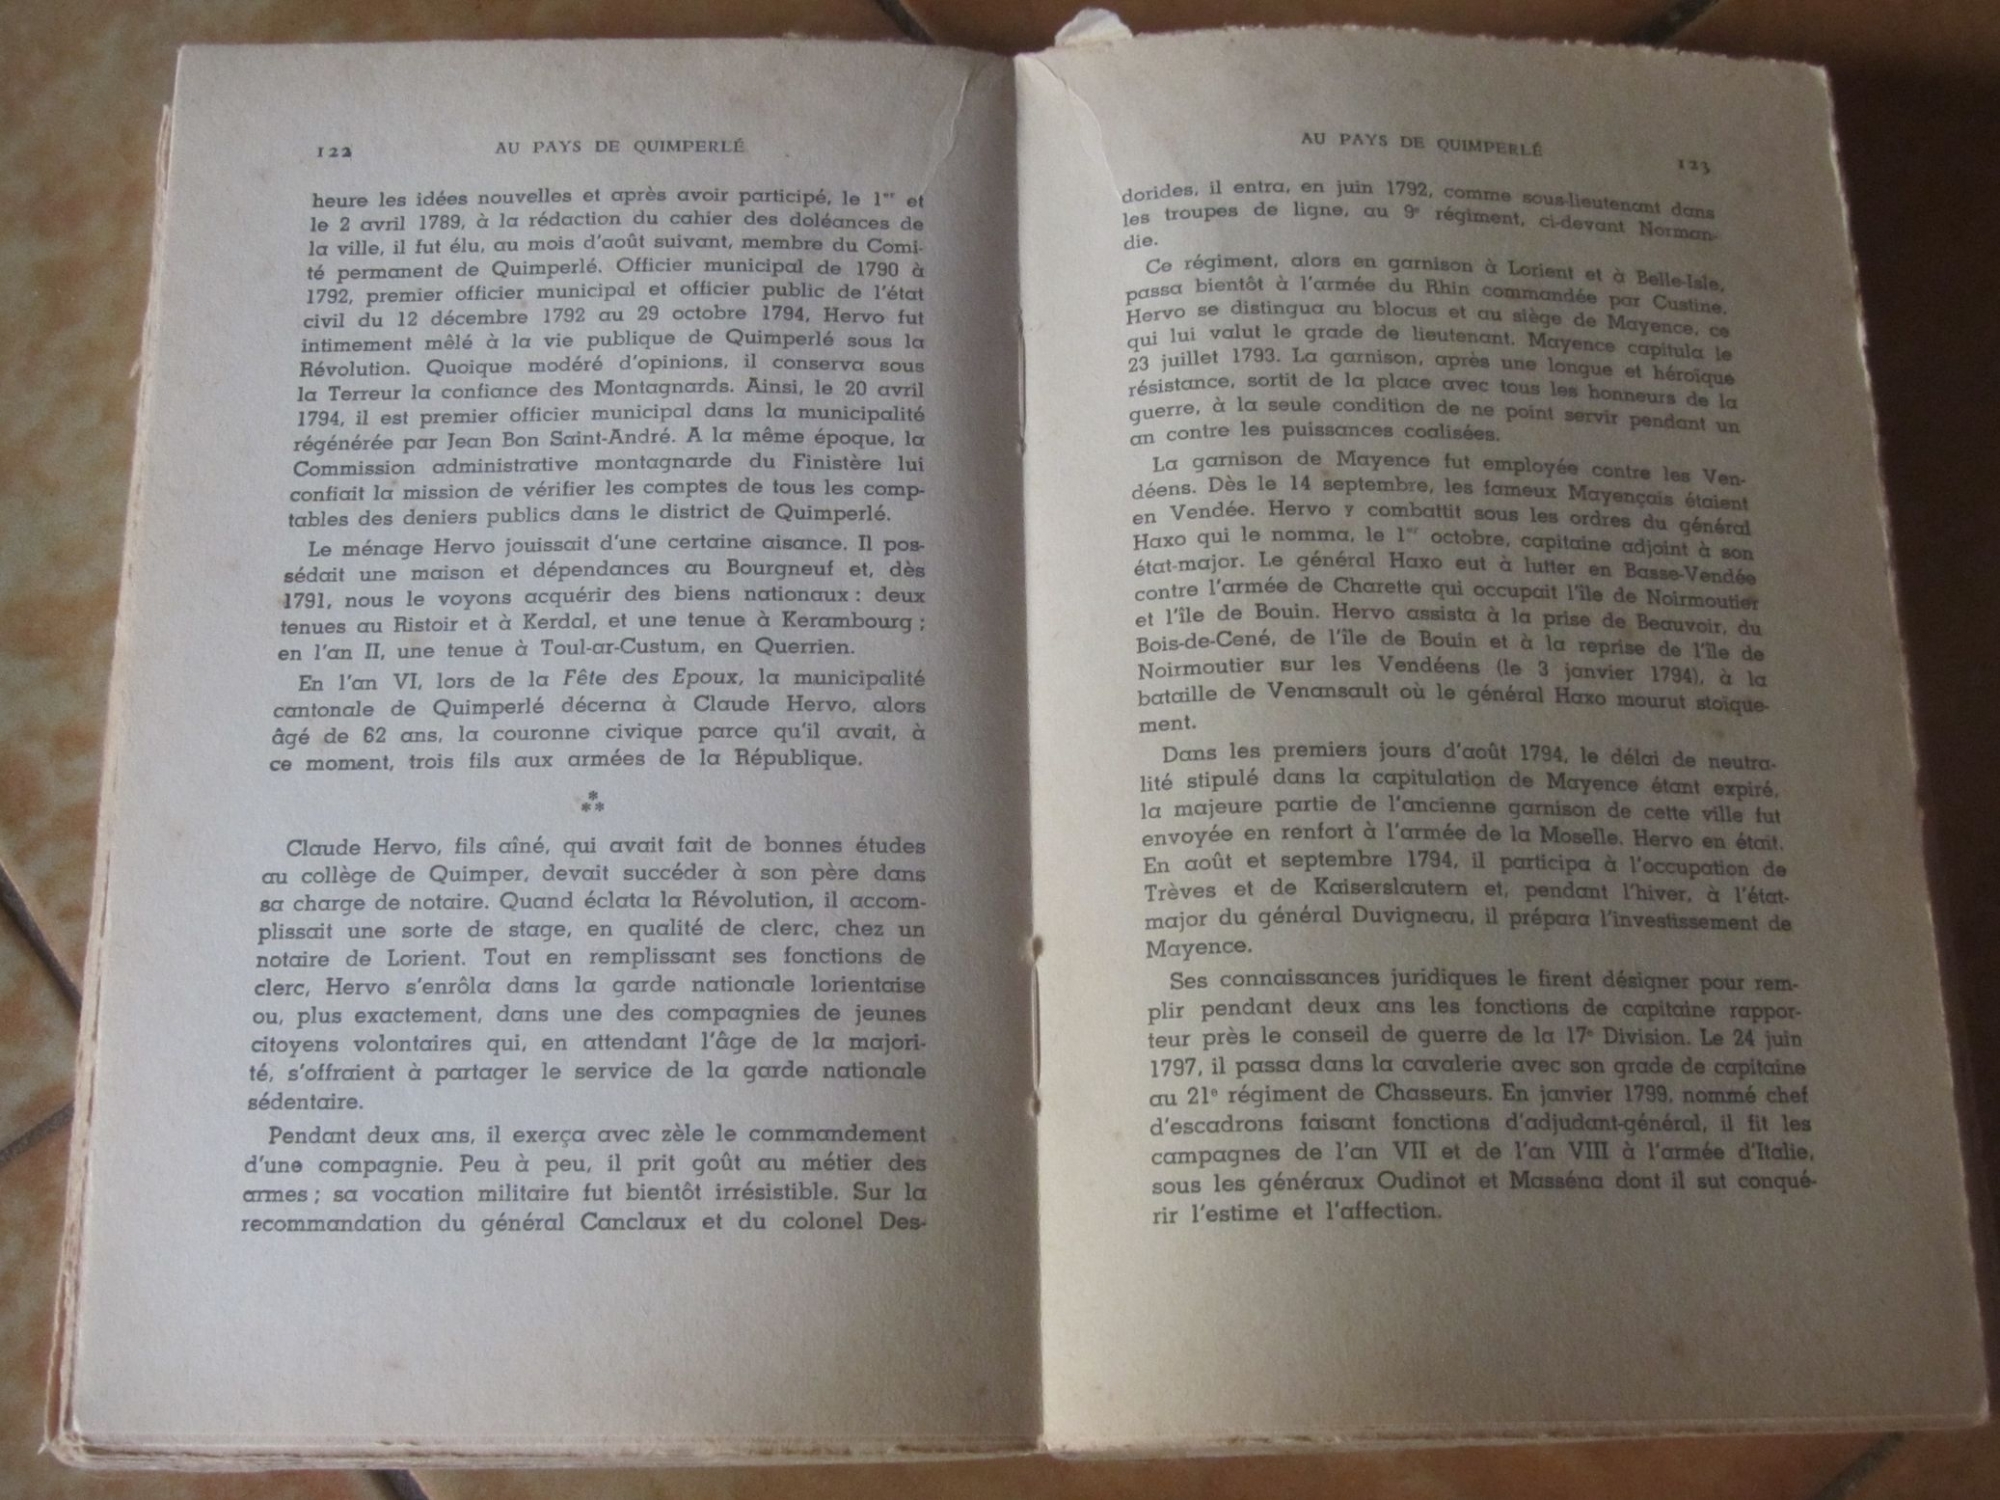 122
AU PAYS DE QUIMPERLÉ
heure les idées nouvelles et après avoir participé, le 1er et
le 2 avril 1789, à la rédaction du cahier des doléances de
la ville, il fut élu, au mois d'août suivant, membre du Comi-
té permanent de Quimperlé. Officier municipal de 1790 à
1792, premier officier municipal et officier public de l'état
civil du 12 décembre 1792 au 29 octobre 1794, Hervo fut
intimement mêlé à la vie publique de Quimperlé sous la
Révolution. Quoique modéré d'opinions, il conserva sous
la Terreur la confiance des Montagnards. Ainsi, le 20 avril
1794, il est premier officier municipal dans la municipalité
régénérée par Jean Bon Saint-André. A la même époque, la
Commission administrative montagnarde du Finistère lui
confiait la mission de vérifier les comptes de tous les comp-
tables des deniers publics dans le district de Quimperlé.
Le ménage Hervo jouissait d'une certaine aisance. Il pos-
sédait une maison et dépendances au Bourgneuf et, dès
1791, nous le voyons acquérir des biens nationaux : deux
tenues au Ristoir et à Kerdal, et une tenue à Kerambourg ;
en l'an II, une tenue à Toul-ar-Custum, en Querrien.
En l'an VI, lors de la Fête des Epoux, la municipalité
cantonale de Quimperlé décerna à Claude Hervo, alors
âgé de 62 ans, la couronne civique parce qu'il avait, à
ce moment, trois fils aux armées de la République.
*
**
Claude Hervo, fils aîné, qui avait fait de bonnes études
au collège de Quimper, devait succéder à son père dans
sa charge de notaire. Quand éclata la Révolution, il accom-
plissait une sorte de stage, en qualité de clerc, chez un
notaire de Lorient. Tout en remplissant ses fonctions de
clerc, Hervo s'enrôla dans la garde nationale lorientaise
ou, plus exactement, dans une des compagnies de jeunes
citoyens volontaires qui, en attendant l'âge de la majori-
té, s'offraient à partager le service de la garde nationale
sédentaire.
Pendant deux ans, il exerça avec zèle le commandement
d'une compagnie. Peu à peu, il prit goût au métier des
armes ; sa vocation militaire fut bientôt irrésistible. Sur la
recommandation du général Canclaux et du colonel Des-
AU PAYS DE QUIMPERLÉ
123
dorides, il entra, en juin 1792, comme sous-lieutenant dans
les troupes de ligne, au 9e régiment, ci-devant Norman-
die.
Ce régiment, alors en garnison à Lorient et à Belle-Isle,
passa bientôt à l'armée du Rhin commandée par Custine.
Hervo se distingua au blocus et au siège de Mayence, ce
qui lui valut le grade de lieutenant. Mayence capitula le
23 juillet 1793. La garnison, après une longue et héroïque
résistance, sortit de la place avec tous les honneurs de la
guerre, à la seule condition de ne point servir pendant un
an contre les puissances coalisées.
La garnison de Mayence fut employée contre les Ven-
déens. Dès le 14 septembre, les fameux Mayençais étaient
en Vendée. Hervo y combattit sous les ordres du général
Haxo qui le nomma, le 1er octobre, capitaine adjoint à son
état-major. Le général Haxo eut à lutter en Basse-Vendée
contre l'armée de Charette qui occupait l'île de Noirmoutier
et l'île de Bouin. Hervo assista à la prise de Beauvoir, du
Bois-de-Cené, de l'île de Bouin et à la reprise de l'île de
Noirmoutier sur les Vendéens (le 3 janvier 1794), à la
bataille de Venansault où le général Haxo mourut stoïque-
ment.
Dans les premiers jours d'août 1794, le délai de neutra-
lité stipulé dans la capitulation de Mayence étant expiré,
la majeure partie de l'ancienne garnison de cette ville fut
envoyée en renfort à l'armée de la Moselle. Hervo en était.
En août et septembre 1794, il participa à l'occupation de
Trèves et de Kaiserslautern et, pendant l'hiver, à l'état-
major du général Duvigneau, il prépara l'investissement de
Mayence.
Ses connaissances juridiques le firent désigner pour rem-
plir pendant deux ans les fonctions de capitaine rappor-
teur près le conseil de guerre de la 17e Division. Le 24 juin
1797, il passa dans la cavalerie avec son grade de capitaine
au 21e régiment de Chasseurs. En janvier 1799, nommé chef
d'escadrons faisant fonctions d'adjudant-général, il fit les
campagnes de l'an VII et de l'an VIII à l'armée d'Italie,
sous les généraux Oudinot et Masséna dont il sut conqué-
rir l'estime et l'affection.